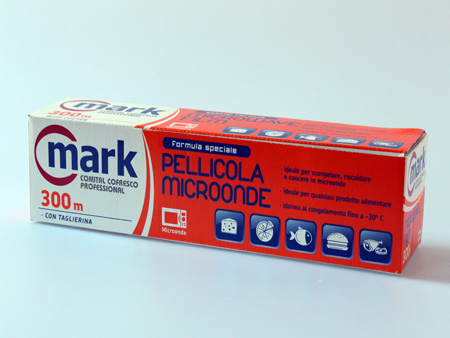 mark
300 m
formula speciale
mark
COMITAL COFRESCO
PROFESSIONAL
300 m
- CON TAGLIERINA
PELLICOLA
MICROONDE
Microonde
- ideale per scongelare, riscaldare
e cuocere in microonde
- ideale per qualsiasi prodotto alimentare
- idonea al congelamento fino a -30° C